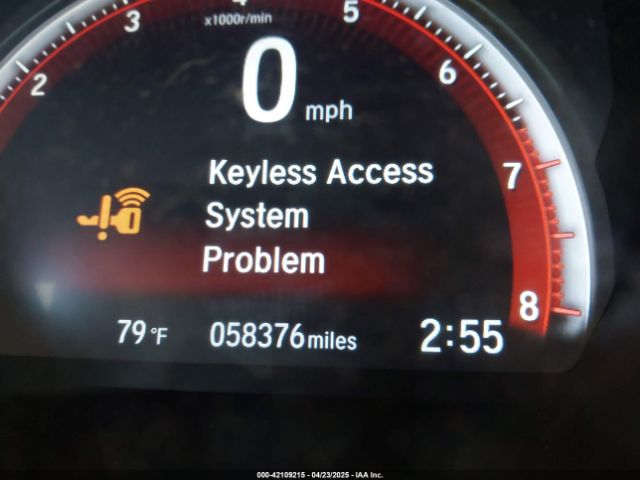 4
x1000r/min
3
5
2
6
0 mph
7
Keyless Access
System
Problem
8
79°F
058376 miles
2:55
000-42109215 - 04/23/2025 - IAA Inc.